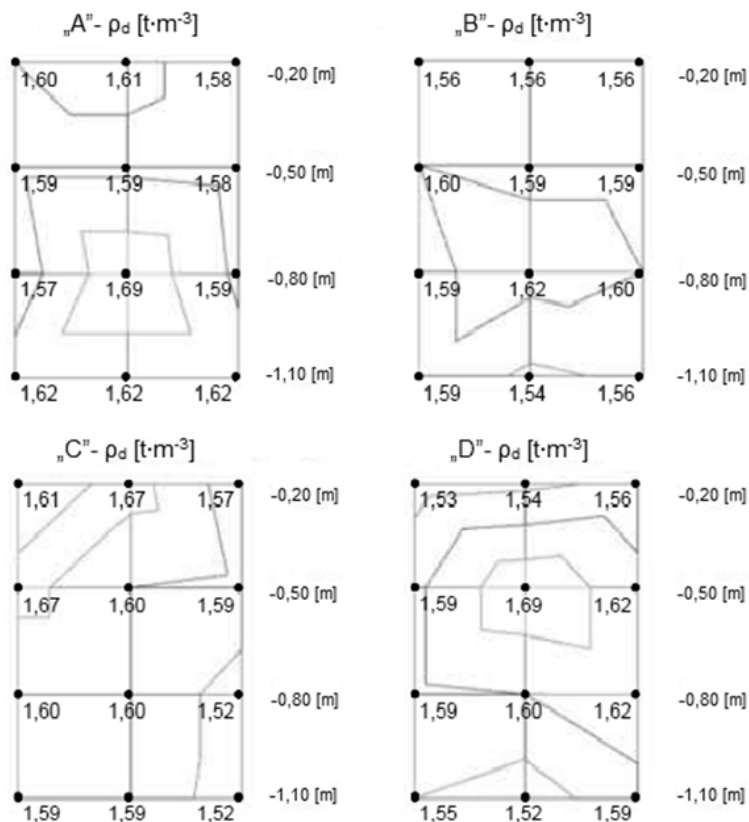 „A”- ρd [t·m-3]
1,60 1,61 1,58 -0,20 [m]
1,59 1,59 1,58 -0,50 [m]
1,57 1,69 1,59 -0,80 [m]
1,62 1,62 1,62 -1,10 [m]
„B”- ρd [t·m-3]
1,56 1,56 1,56 -0,20 [m]
1,60 1,59 1,59 -0,50 [m]
1,59 1,62 1,60 -0,80 [m]
1,59 1,54 1,56 -1,10 [m]
„C”- ρd [t·m-3]
1,61 1,67 1,57 -0,20 [m]
1,67 1,60 1,59 -0,50 [m]
1,60 1,60 1,52 -0,80 [m]
1,59 1,59 1,52 -1,10 [m]
„D”- ρd [t·m-3]
1,53 1,54 1,56 -0,20 [m]
1,59 1,69 1,62 -0,50 [m]
1,59 1,60 1,62 -0,80 [m]
1,55 1,52 1,59 -1,10 [m]